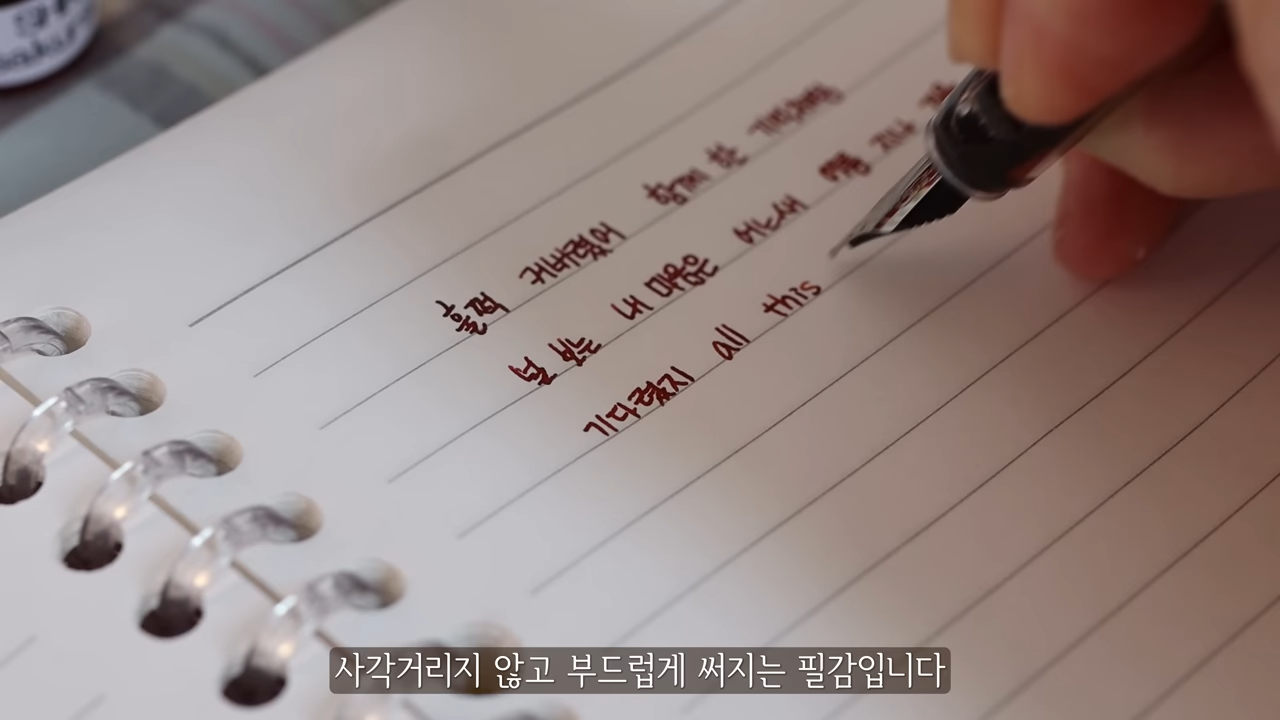 훌쩍 커버렸어 함께 한 기억처럼
널 보는 내 마음은 어느새 여름 지나 가을
기다렸지 all this
사각거리지 않고 부드럽게 써지는 필감입니다